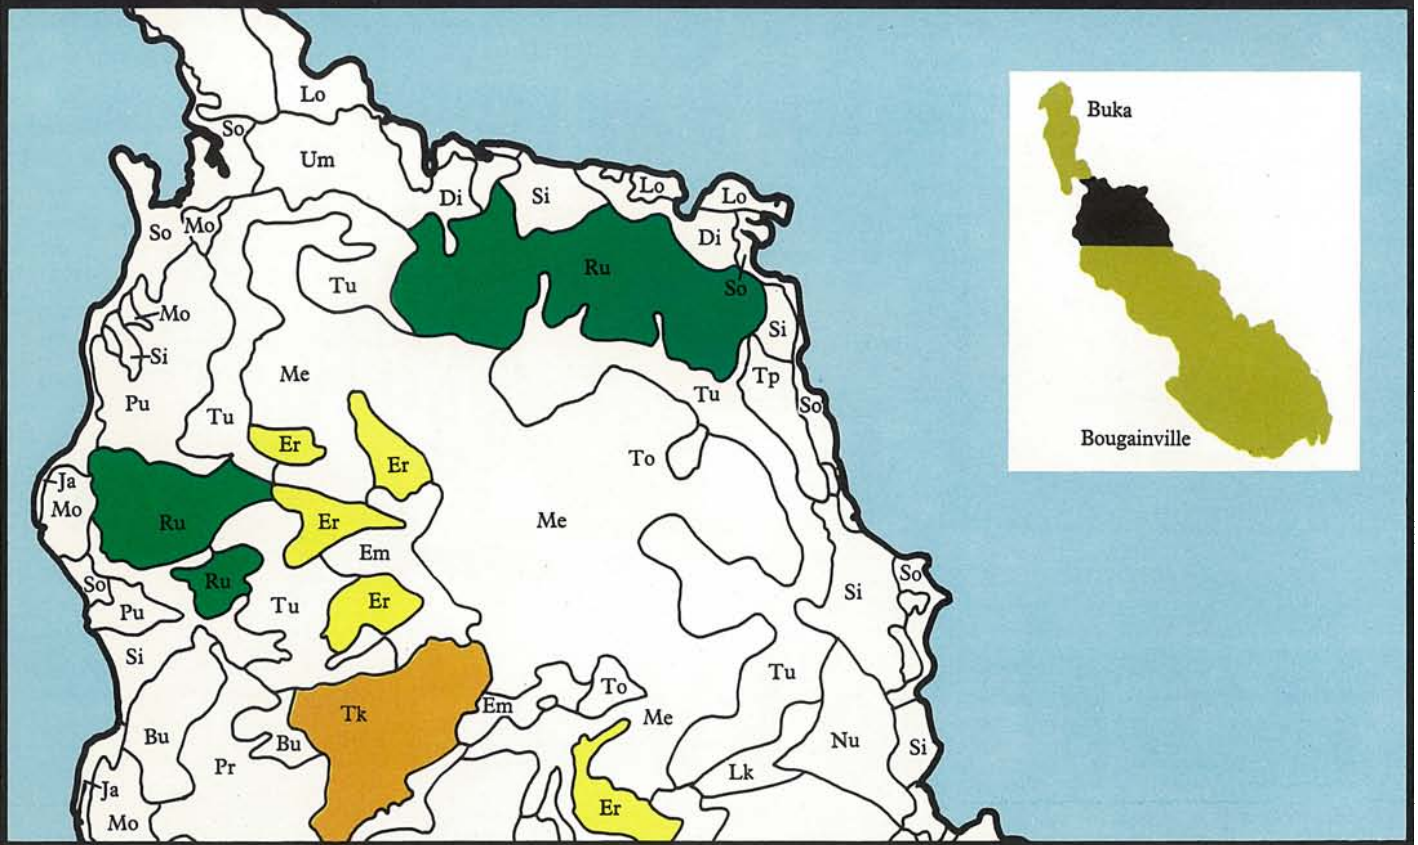 Lo
So
Um
Di
Si
Lo
Lo
So
Mo
Di
Tu
Ru
So
Mo
Si
Si
Me
Tp
Pu
Tu
Tu
So
Er
Er
To
Ja
Mo
Ru
Er
Me
Em
So
Ru
So
Pu
Tu
Er
Si
Si
Tu
To
Em
Me
Tk
Bu
Bu
Nu
Si
Pr
Lk
Ja
Er
Mo
Buka
Bougainville